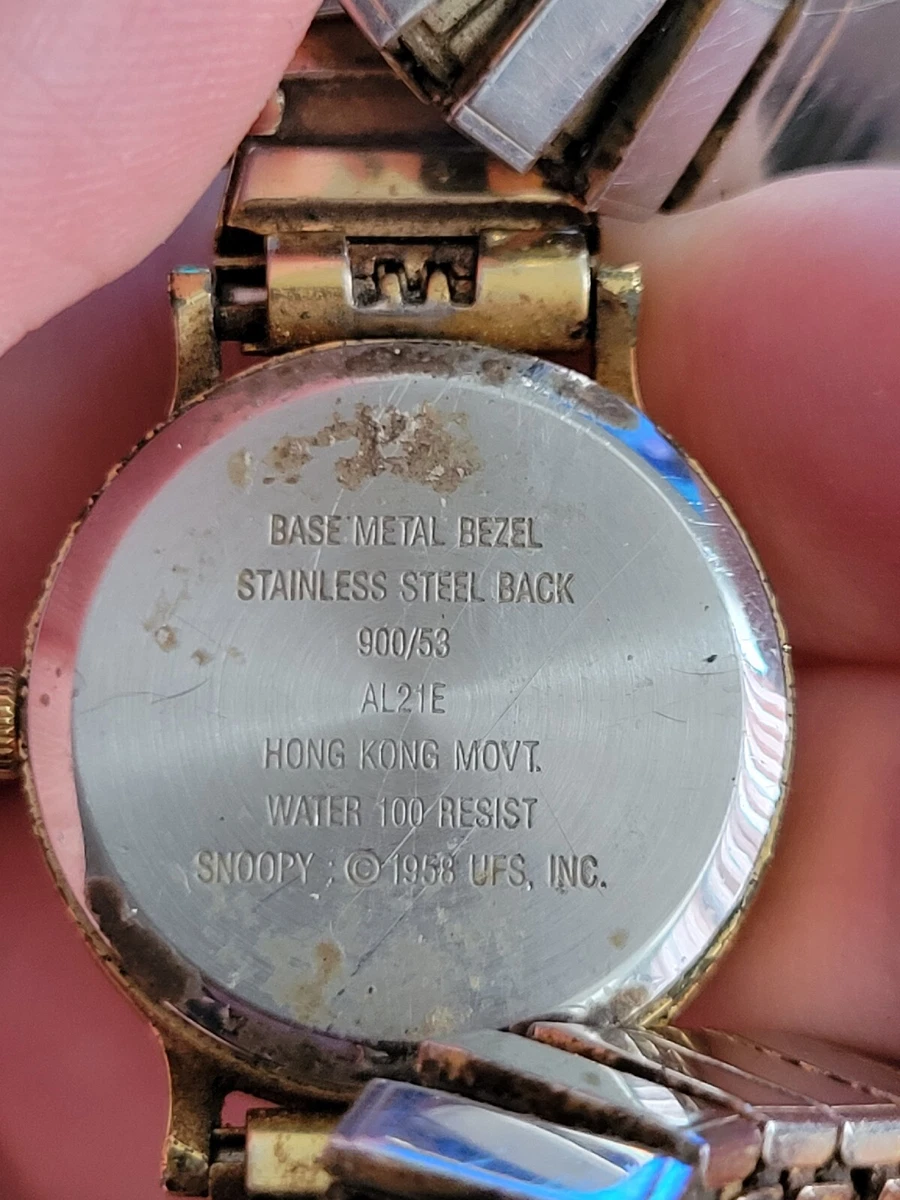 BASE METAL BEZEL
STAINLESS STEEL BACK
900/53
AL21E
HONG KONG MOVT.
WATER 100 RESIST
SNOOPY : © 1958 UFS, INC.